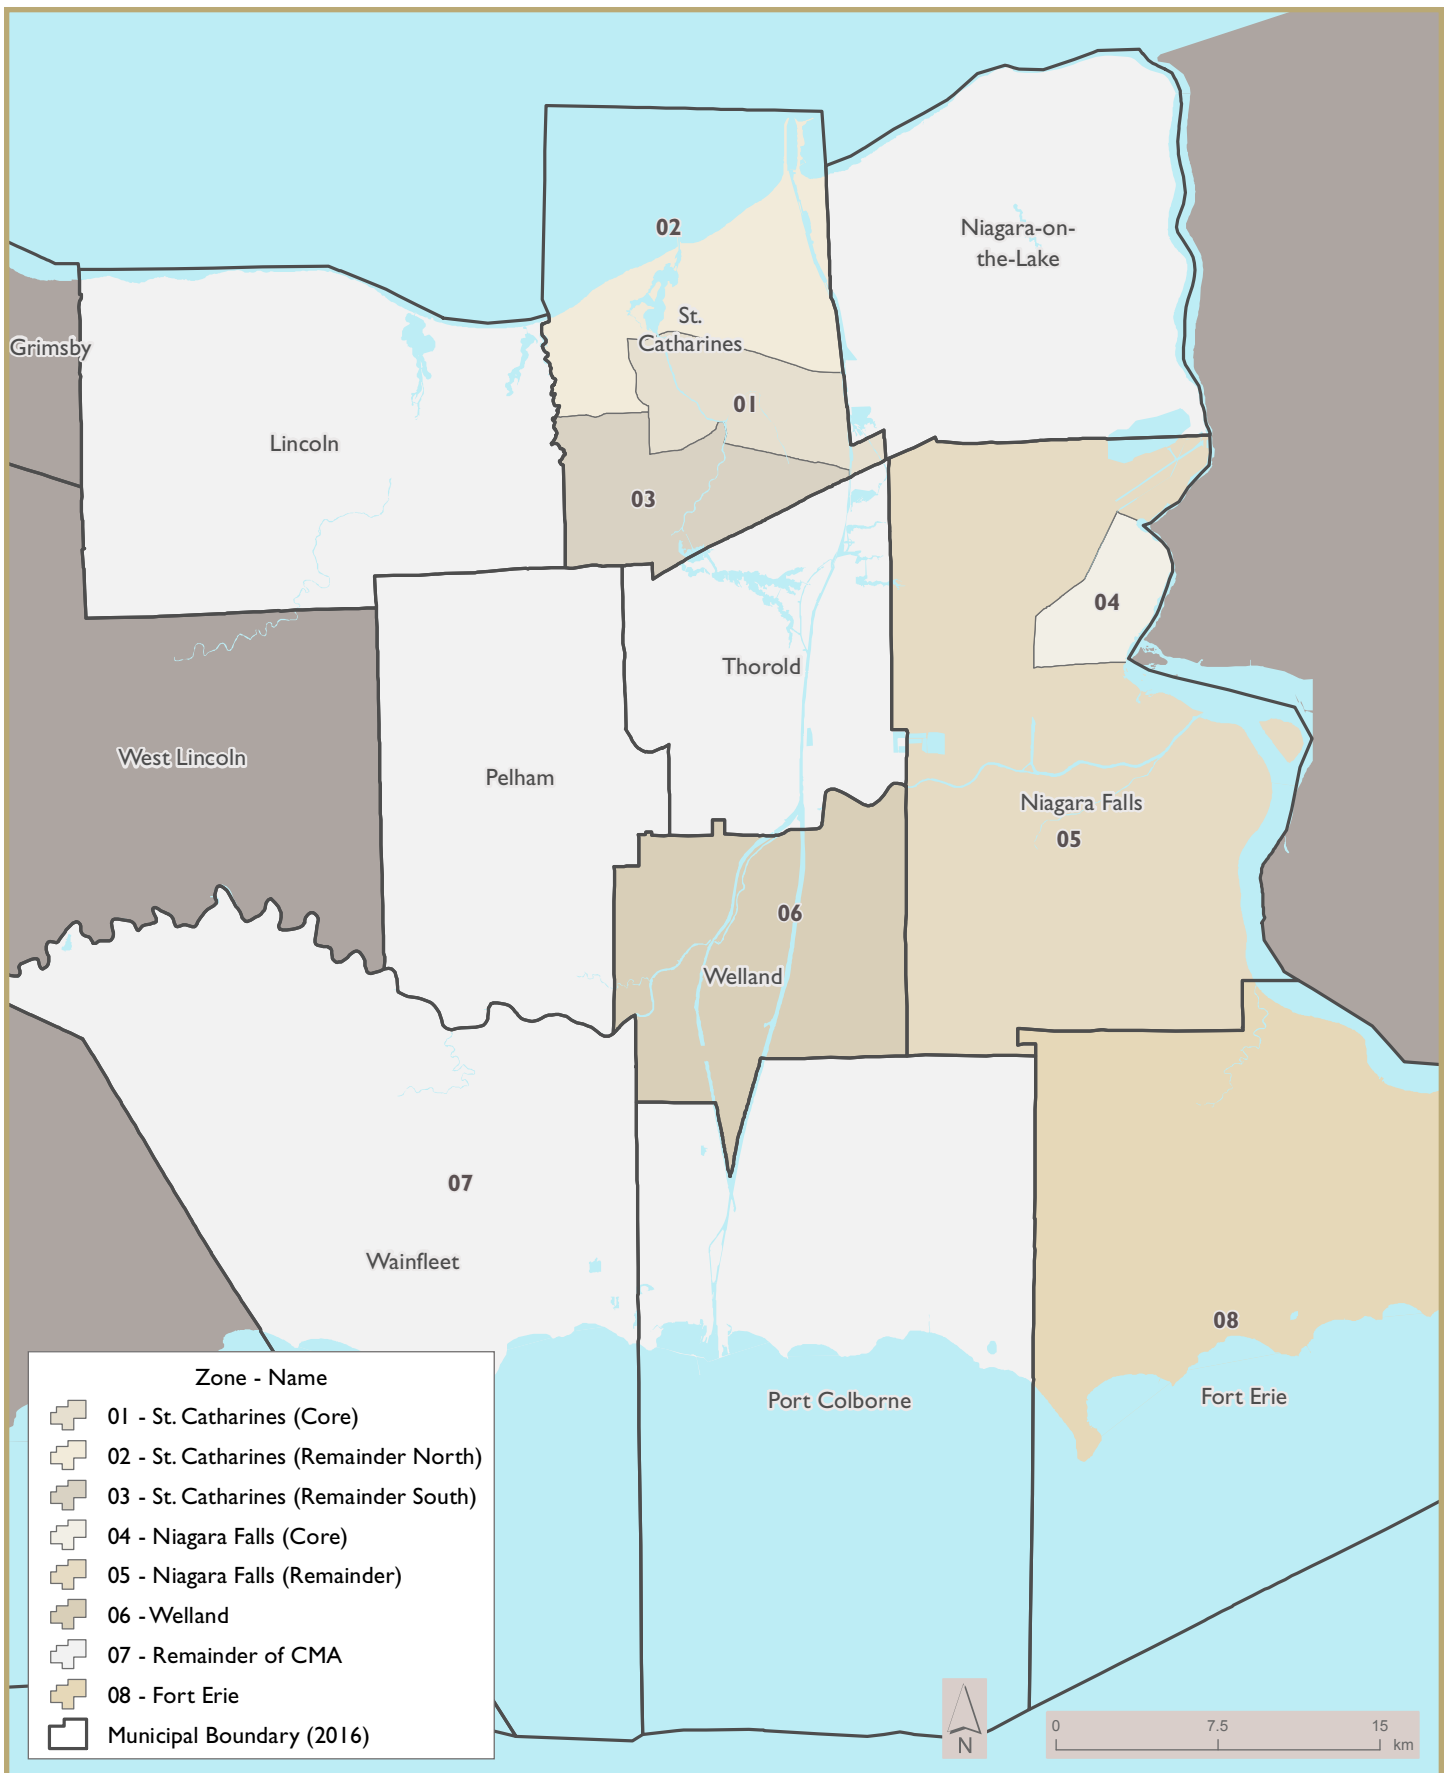 02
Niagara-on-
the-Lake
St.
Catharines
Grimsby
01
Lincoln
03
04
Thorold
West Lincoln
Pelham
Niagara Falls
05
06
Welland
07
Wainfleet
08
Port Colborne
Fort Erie
Zone - Name
01 - St. Catharines (Core)
02 - St. Catharines (Remainder North)
03 - St. Catharines (Remainder South)
04 - Niagara Falls (Core)
05 - Niagara Falls (Remainder)
06 - Welland
07 - Remainder of CMA
08 - Fort Erie
Municipal Boundary (2016)
N
0 7.5 15
km